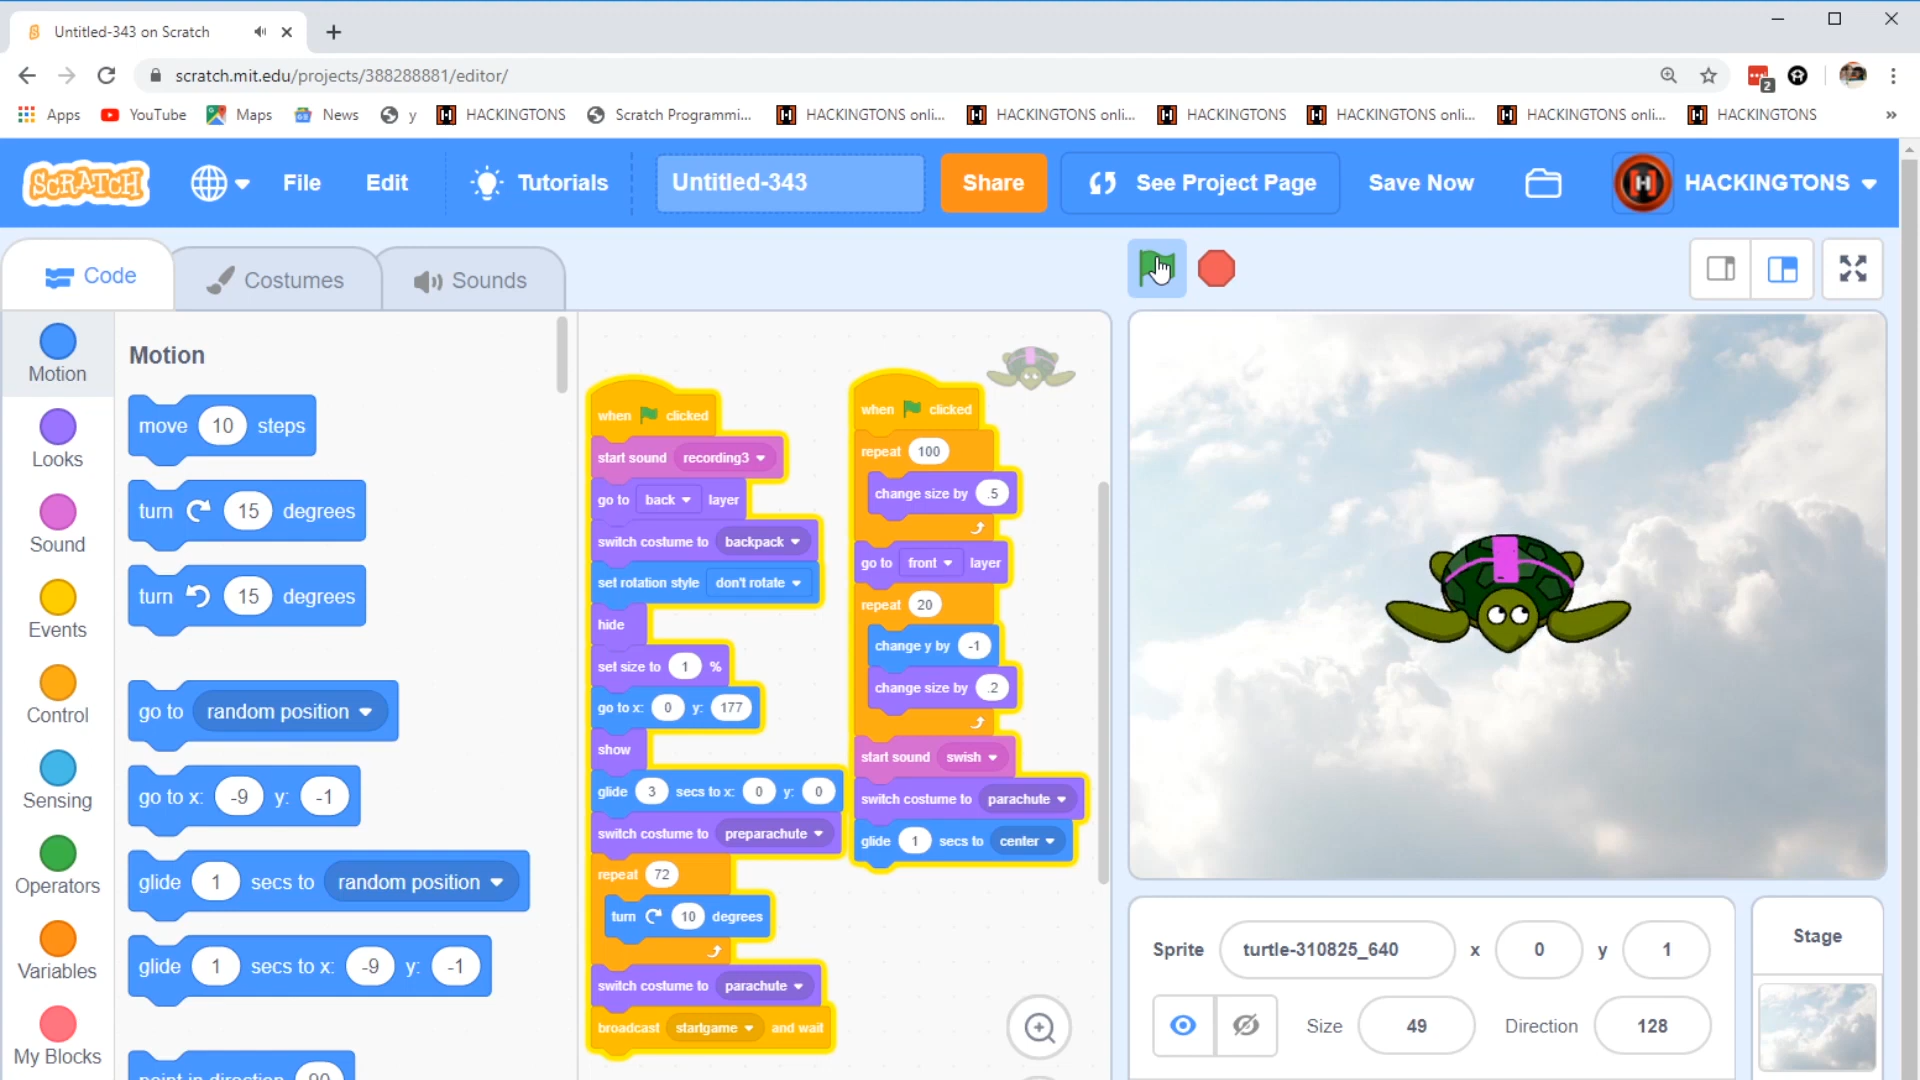 Untitled-343 on Scratch
scratch.mit.edu/projects/388288881/editor/
2
Apps YouTube Maps News y HACKINGTONS Scratch Programmi... HACKINGTONS onli... HACKINGTONS onli... HACKINGTONS HACKINGTONS onli... HACKINGTONS onli... HACKINGTONS »
SCRATCH File Edit Tutorials Untitled-343 Share See Project Page Save Now HACKINGTONS
Code Costumes Sounds
Motion
Looks
Sound
Events
Control
Sensing
Operators
Variables
My Blocks
Motion
move 10 steps
turn 15 degrees
turn 15 degrees
go to random position
go to x: -9 y: -1
glide 1 secs to random position
glide 1 secs to x: -9 y: -1
point in direction 90
when clicked
start sound recording3
go to back layer
switch costume to backpack
set rotation style don't rotate
hide
set size to 1 %
go to x: 0 y: 177
show
glide 3 secs to x: 0 y: 0
switch costume to preparachute
repeat 72
turn 10 degrees
switch costume to parachute
broadcast startgame and wait
when clicked
repeat 100
change size by .5
go to front layer
repeat 20
change y by -1
change size by .2
start sound swish
switch costume to parachute
glide 1 secs to center
Sprite turtle-310825_640 x 0 y 1
Size 49 Direction 128
Stage